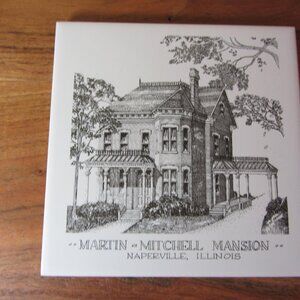 -- MARTIN - MITCHELL MANSION --
NAPERVILLE, ILLINOIS